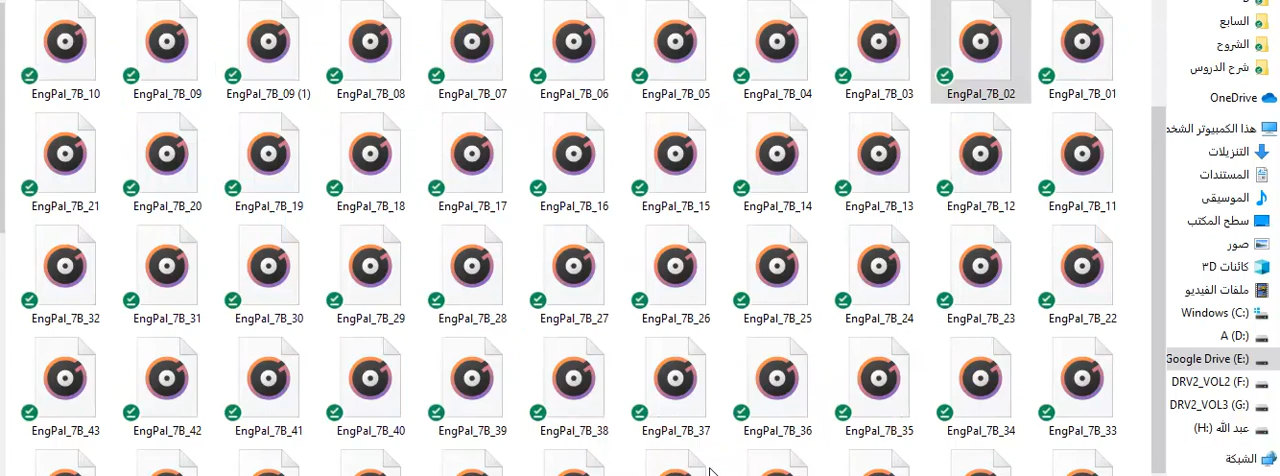 EngPal_7B_01
EngPal_7B_02
EngPal_7B_03
EngPal_7B_04
EngPal_7B_05
EngPal_7B_06
EngPal_7B_07
EngPal_7B_08
EngPal_7B_09 (1)
EngPal_7B_09
EngPal_7B_10
EngPal_7B_11
EngPal_7B_12
EngPal_7B_13
EngPal_7B_14
EngPal_7B_15
EngPal_7B_16
EngPal_7B_17
EngPal_7B_18
EngPal_7B_19
EngPal_7B_20
EngPal_7B_21
EngPal_7B_22
EngPal_7B_23
EngPal_7B_24
EngPal_7B_25
EngPal_7B_26
EngPal_7B_27
EngPal_7B_28
EngPal_7B_29
EngPal_7B_30
EngPal_7B_31
EngPal_7B_32
EngPal_7B_33
EngPal_7B_34
EngPal_7B_35
EngPal_7B_36
EngPal_7B_37
EngPal_7B_38
EngPal_7B_39
EngPal_7B_40
EngPal_7B_41
EngPal_7B_42
EngPal_7B_43
السابع
الشروح
شرح الدروس
OneDrive
هذا الكمبيوتر الشخص
التنزيلات
المستندات
الموسيقى
سطح المكتب
صور
كائنات ٣D
ملفات الفيديو
Windows (C:)
A (D:)
Google Drive (E:)
DRV2_VOL2 (F:)
DRV2_VOL3 (G:)
عبد الله (H:)
الشبكة